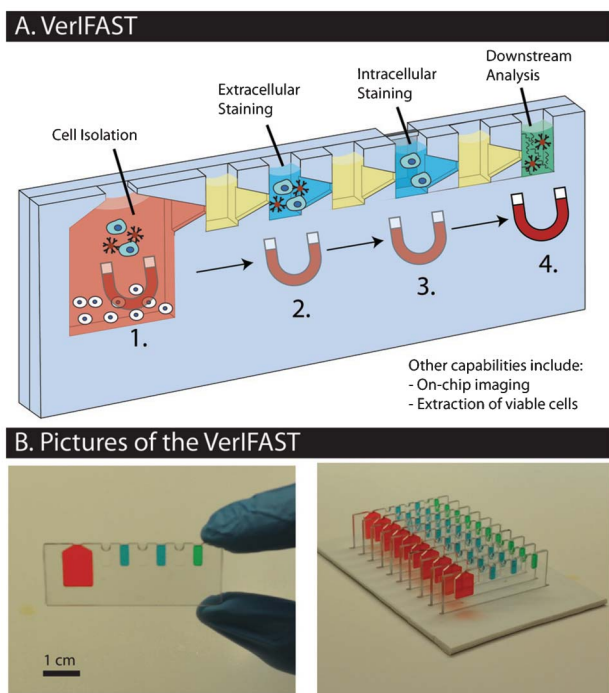 A. VerIFAST
Downstream
Analysis
Intracellular
Staining
Extracellular
Staining
Cell Isolation
1.
2.
3.
4.
Other capabilities include:
- On-chip imaging
- Extraction of viable cells
B. Pictures of the VerIFAST
1 cm